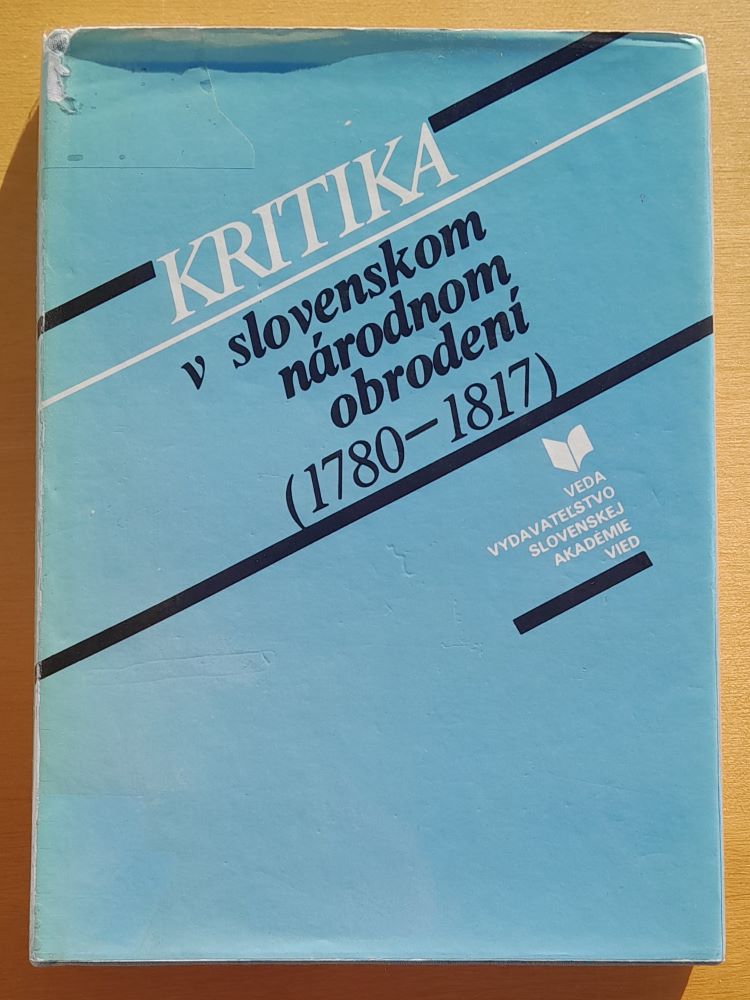 KRITIKA
v slovenskom
národnom
obrodení
(1780—1817)
VEDA
VYDAVATEĽSTVO
SLOVENSKEJ
AKADÉMIE
VIED